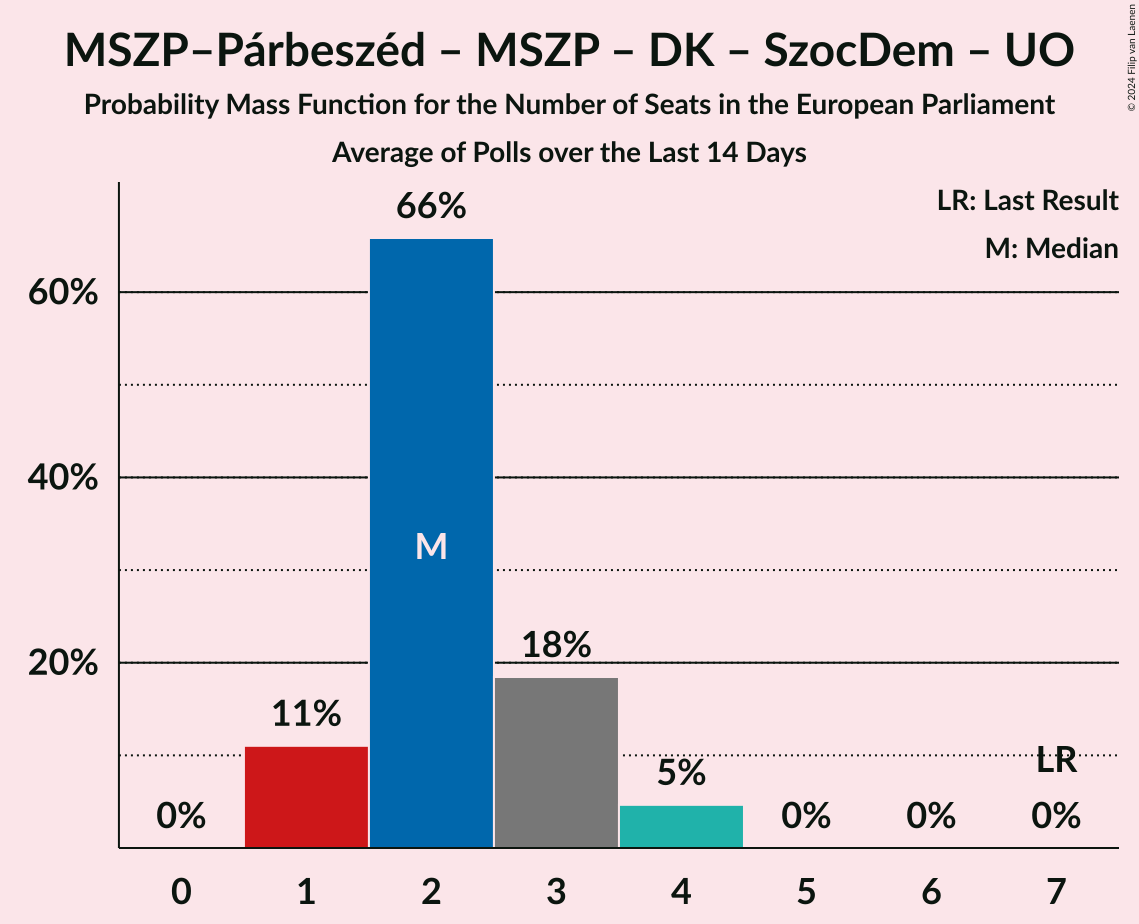 MSZP–Párbeszéd – MSZP – DK – SzocDem – UO
Probability Mass Function for the Number of Seats in the European Parliament
Average of Polls over the Last 14 Days
© 2024 Filip van Laenen
LR: Last Result
M: Median
66%
60%
40%
M
20%
18%
11%
LR
5%
0%
0%
0%
0%
0 1 2 3 4 5 6 7